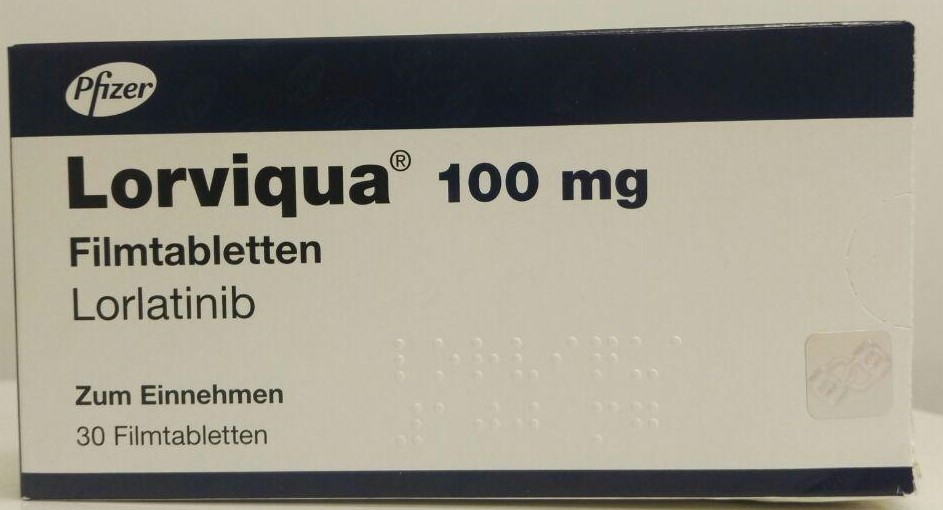 Pfizer
Lorviqua® 100 mg
Filmtabletten
Lorlatinib
Zum Einnehmen
30 Filmtabletten